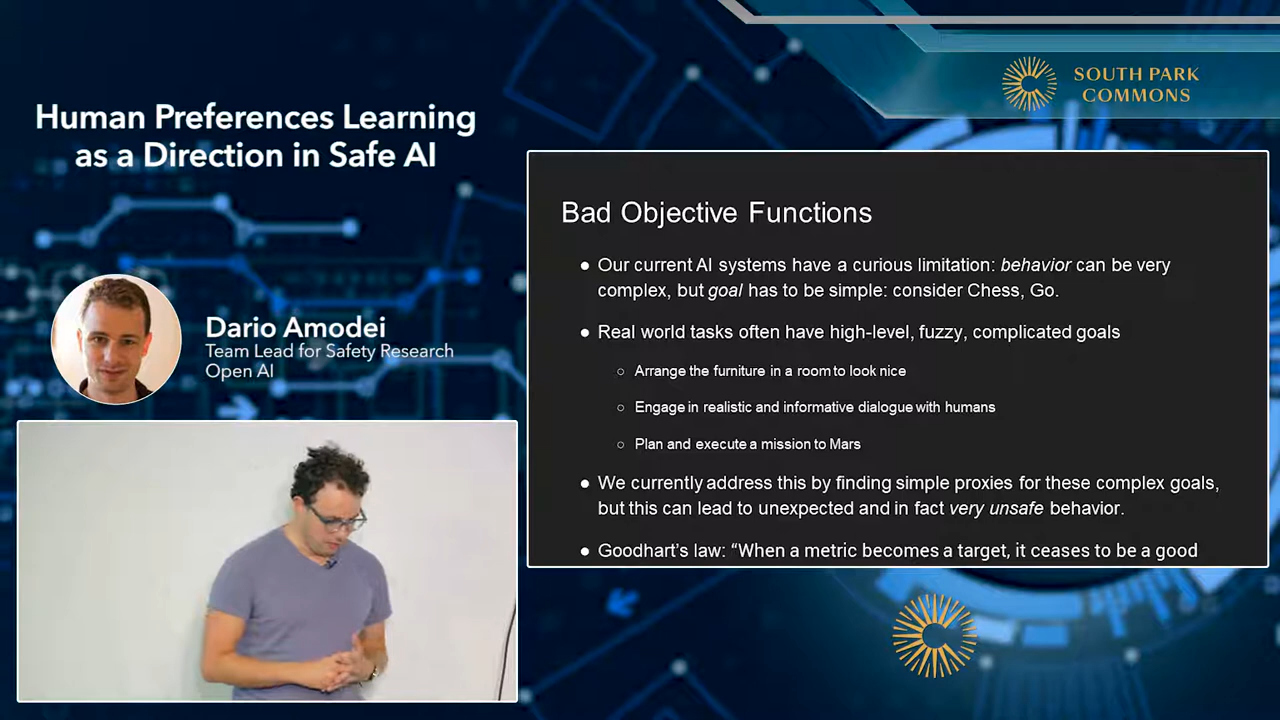 SOUTH PARK
COMMONS
Human Preferences Learning
as a Direction in Safe AI
Dario Amodei
Team Lead for Safety Research
Open AI
Bad Objective Functions
● Our current AI systems have a curious limitation: behavior can be very
complex, but goal has to be simple: consider Chess, Go.
● Real world tasks often have high-level, fuzzy, complicated goals
○ Arrange the furniture in a room to look nice
○ Engage in realistic and informative dialogue with humans
○ Plan and execute a mission to Mars
● We currently address this by finding simple proxies for these complex goals,
but this can lead to unexpected and in fact very unsafe behavior.
● Goodhart’s law: “When a metric becomes a target, it ceases to be a good